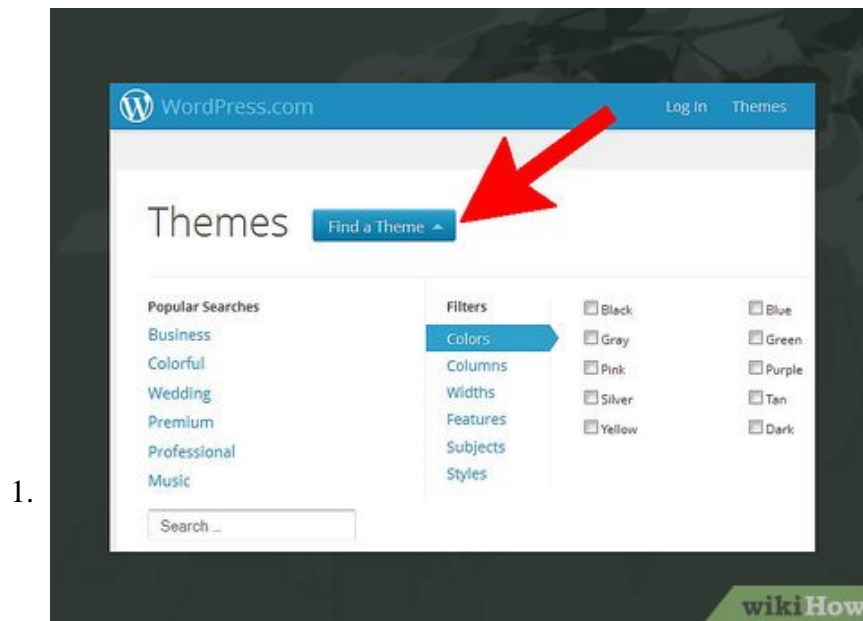 WordPress.com Log In Themes
Themes Find a Theme
Popular Searches
Business
Colorful
Wedding
Premium
Professional
Music
Search ...
Filters
Colors
Columns
Widths
Features
Subjects
Styles
Black Blue
Gray Green
Pink Purple
Silver Tan
Yellow Dark
1.
wikiHow